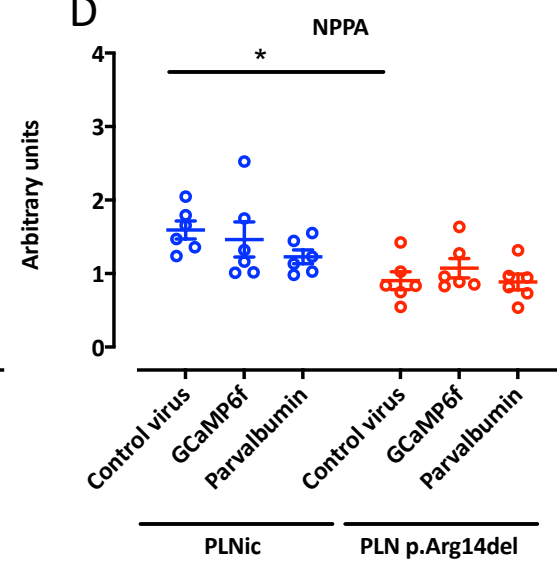 D
NPPA
*
Arbitrary units
4
3
2
1
0
Control virus
GCaMP6f
Parvalbumin
Control virus
GCaMP6f
Parvalbumin
PLNic
PLN p.Arg14del